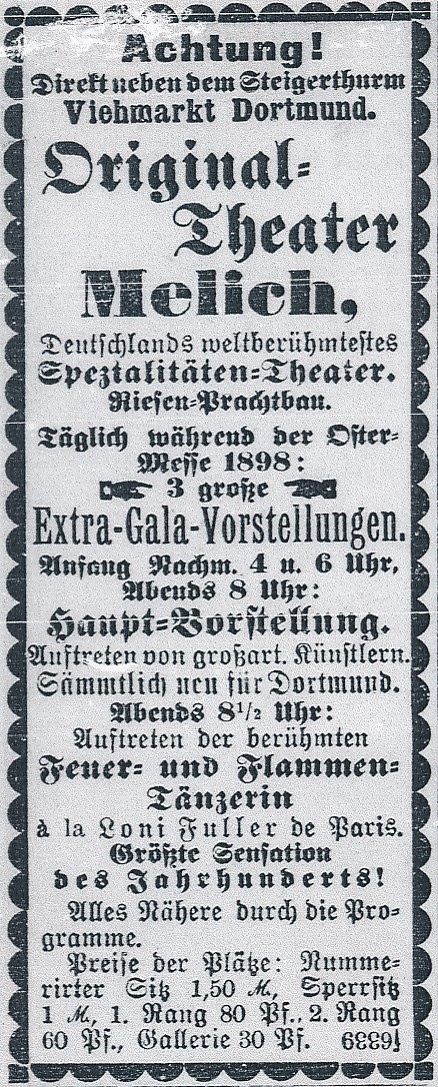 Achtung!
Direkt neben dem Steigerthurm
Viehmarkt Dortmund.
Original-
Theater
Melich,
Deutschlands weltberühmtestes
Spezialitäten-Theater.
Riesen-Prachtbau.
Täglich während der Oster-
Messe 1898:
3 große
Extra-Gala-Vorstellungen.
Anfang Nachm. 4 u. 6 Uhr,
Abends 8 Uhr:
Haupt-Vorstellung.
Auftreten von großart. Künstlern.
Sämmtlich neu für Dortmund.
Abends 8½ Uhr:
Auftreten der berühmten
Feuer- und Flammen-
Tänzerin
à la Loni Fuller de Paris.
Größte Sensation
des Jahrhunderts!
Alles Nähere durch die Pro-
gramme.
Preise der Plätze: Numme-
rirter Sitz 1,50 M, Sperrsitz
1 M, 1. Rang 80 Pf., 2. Rang
60 Pf., Gallerie 30 Pf.